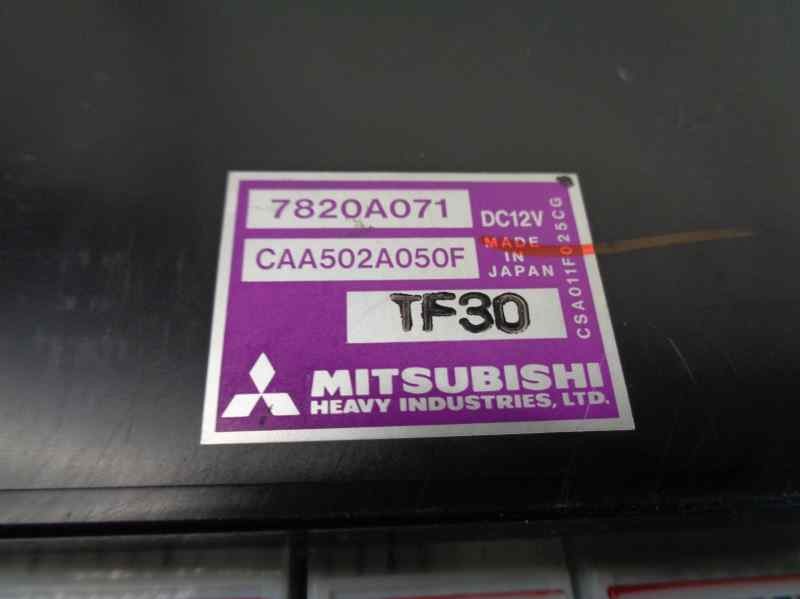 7820A071
DC12V
CAA502A050F
MADE
IN
JAPAN
TF30
CSA011F025CG
MITSUBISHI
HEAVY INDUSTRIES, LTD.